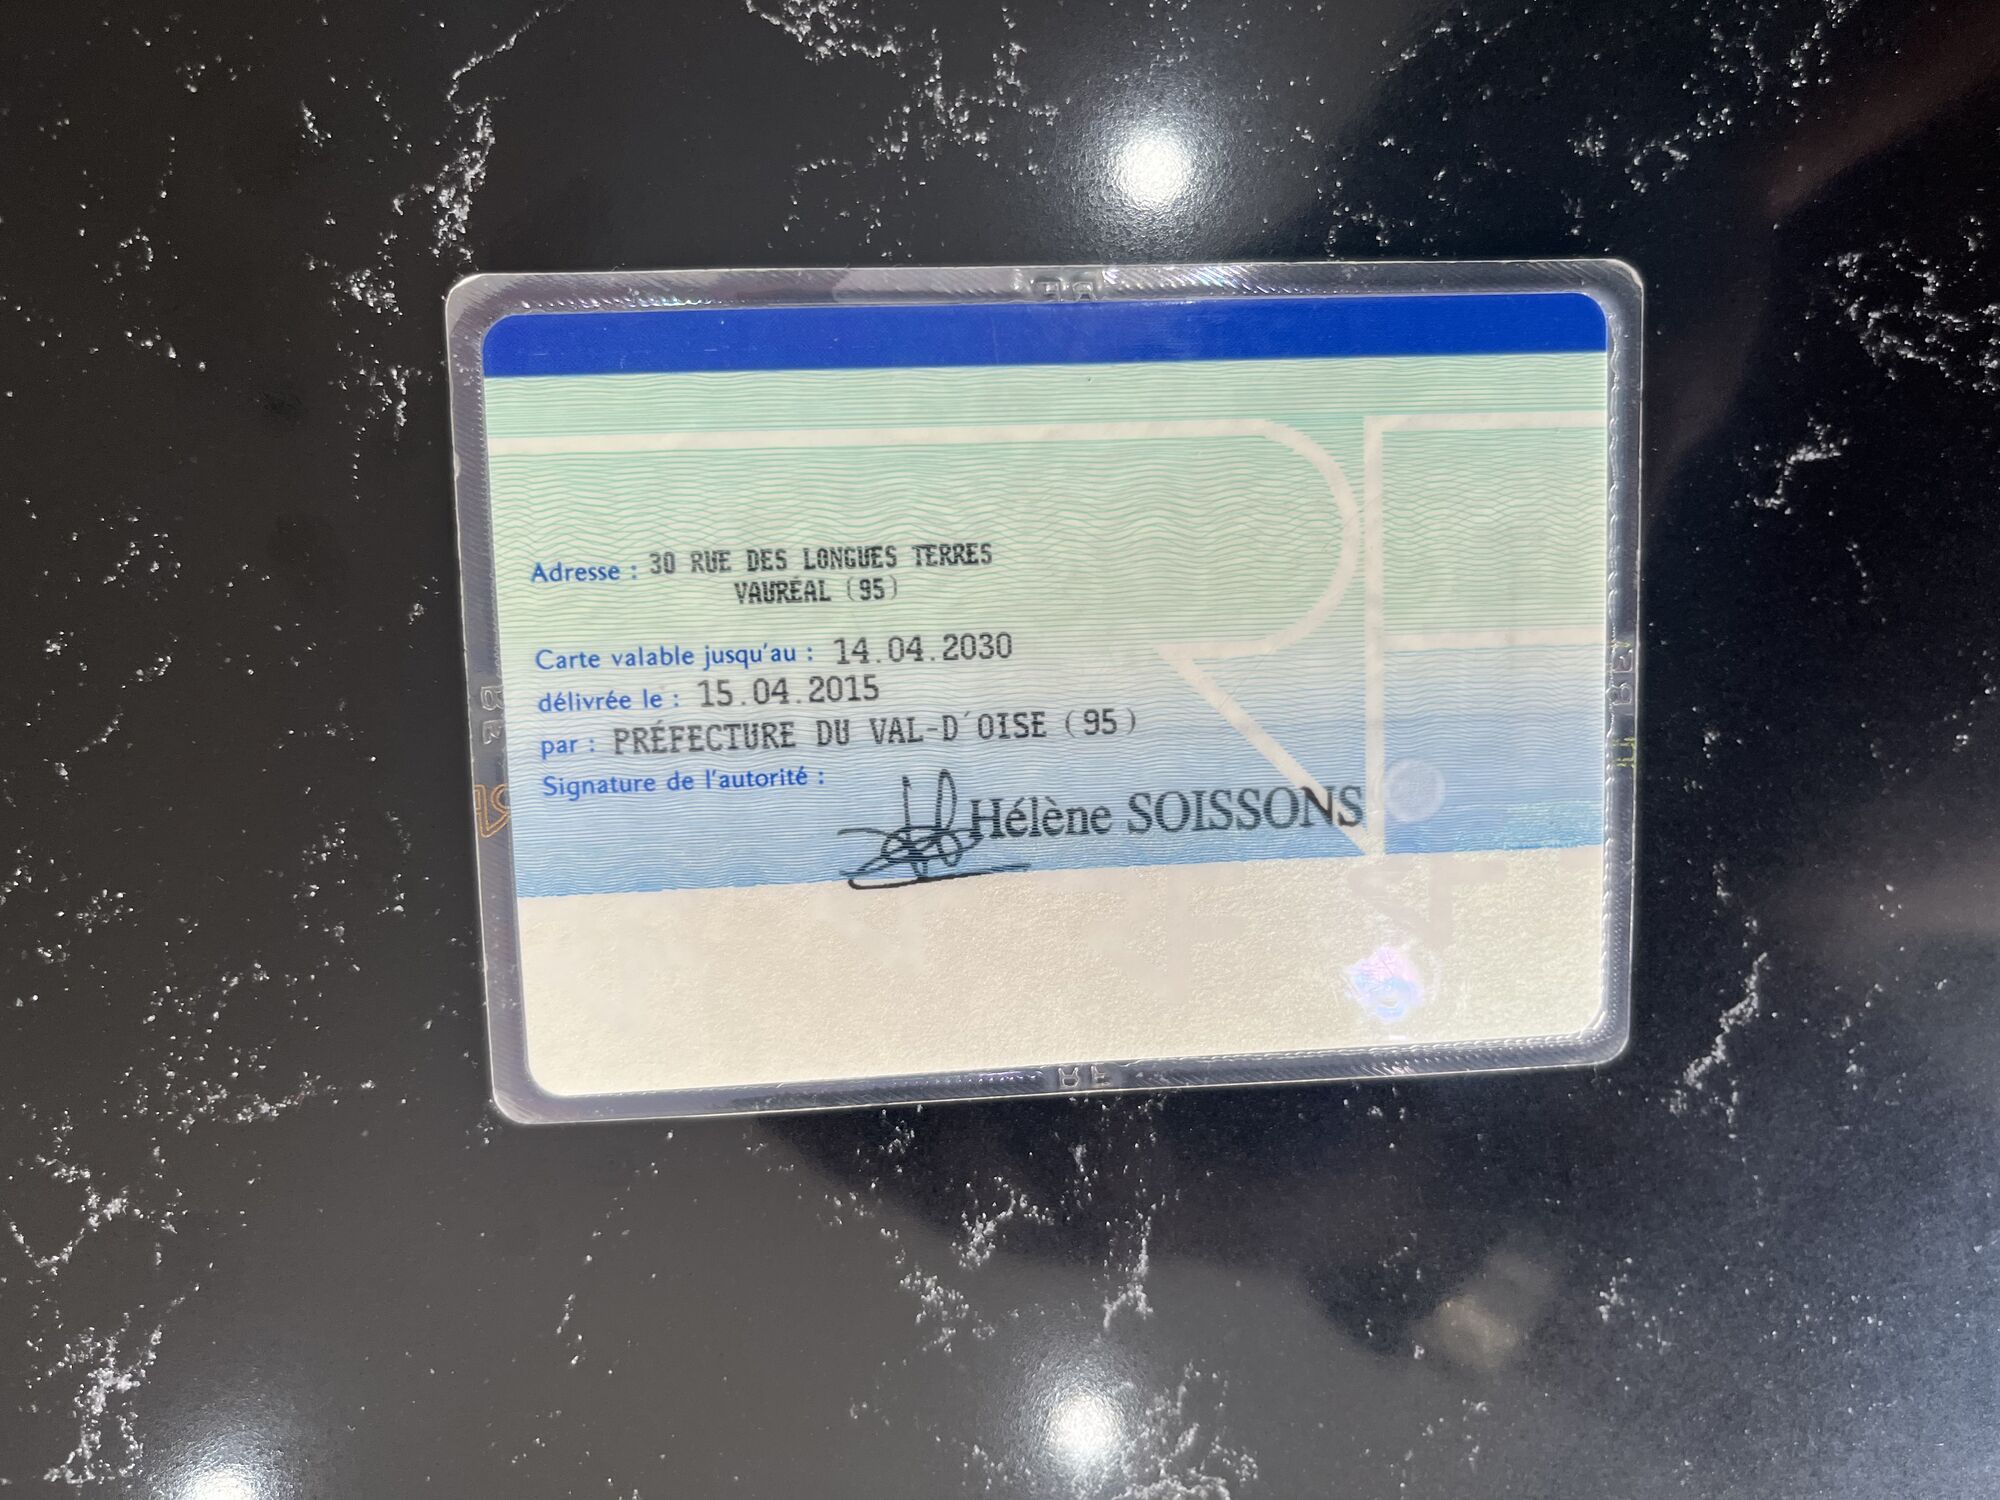 Adresse : 30 RUE DES LONGUES TERRES
VAURÉAL (95)
Carte valable jusqu'au : 14.04.2030
délivrée le : 15.04.2015
par : PRÉFECTURE DU VAL-D'OISE (95)
Signature de l'autorité :
Hélène SOISSONS
RF